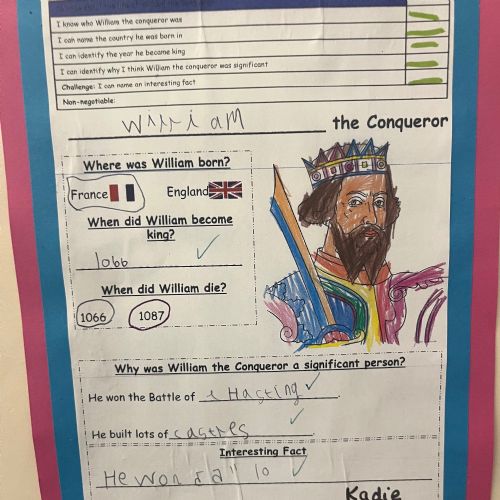 I know who William the conqueror was
I can name the country he was born in
I can identify the year he became king
I can identify why I think William the conqueror was significant
Challenge: I can name an interesting fact
Non-negotiable:
William the Conqueror
Where was William born?
France England
When did William become
king?
1066
When did William die?
1066 1087
Why was William the Conqueror a significant person?
He won the Battle of Hasting.
He built lots of castles
Interesting Fact
He won
Kadie